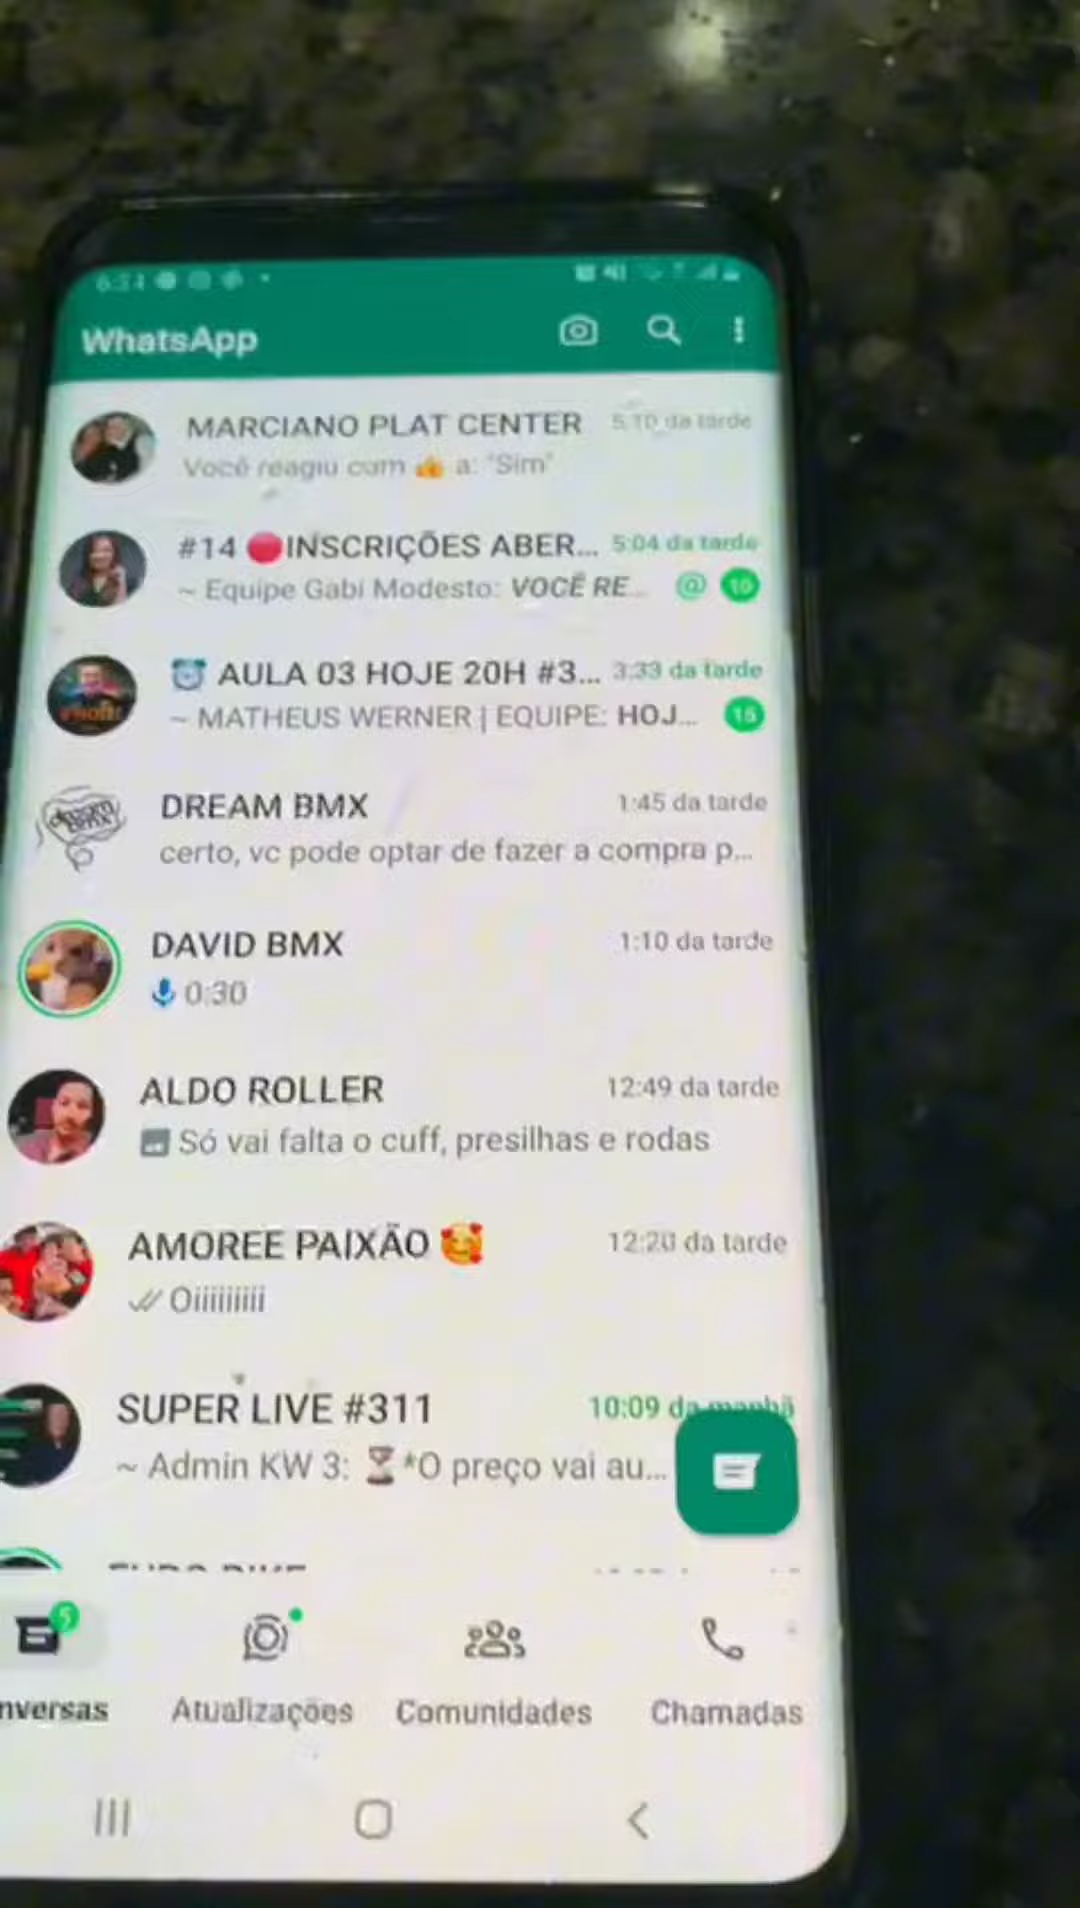 WhatsApp
MARCIANO PLAT CENTER 5:10 da tarde
Você reagiu com 👍 a: "Sim"
#14 🔴INSCRIÇÕES ABER... 5:04 da tarde
~ Equipe Gabi Modesto: VOCÊ RE... @ 10
⏰ AULA 03 HOJE 20H #3... 3:33 da tarde
~ MATHEUS WERNER | EQUIPE: HOJ... 15
DREAM BMX 1:45 da tarde
certo, vc pode optar de fazer a compra p...
DAVID BMX 1:10 da tarde
0:30
ALDO ROLLER 12:49 da tarde
Só vai falta o cuff, presilhas e rodas
AMOREE PAIXÃO 🥰 12:20 da tarde
Oiiiiiiiii
SUPER LIVE #311 10:09 da manhã
~ Admin KW 3: ⏳*O preço vai au...
5
nversas Atualizações Comunidades Chamadas